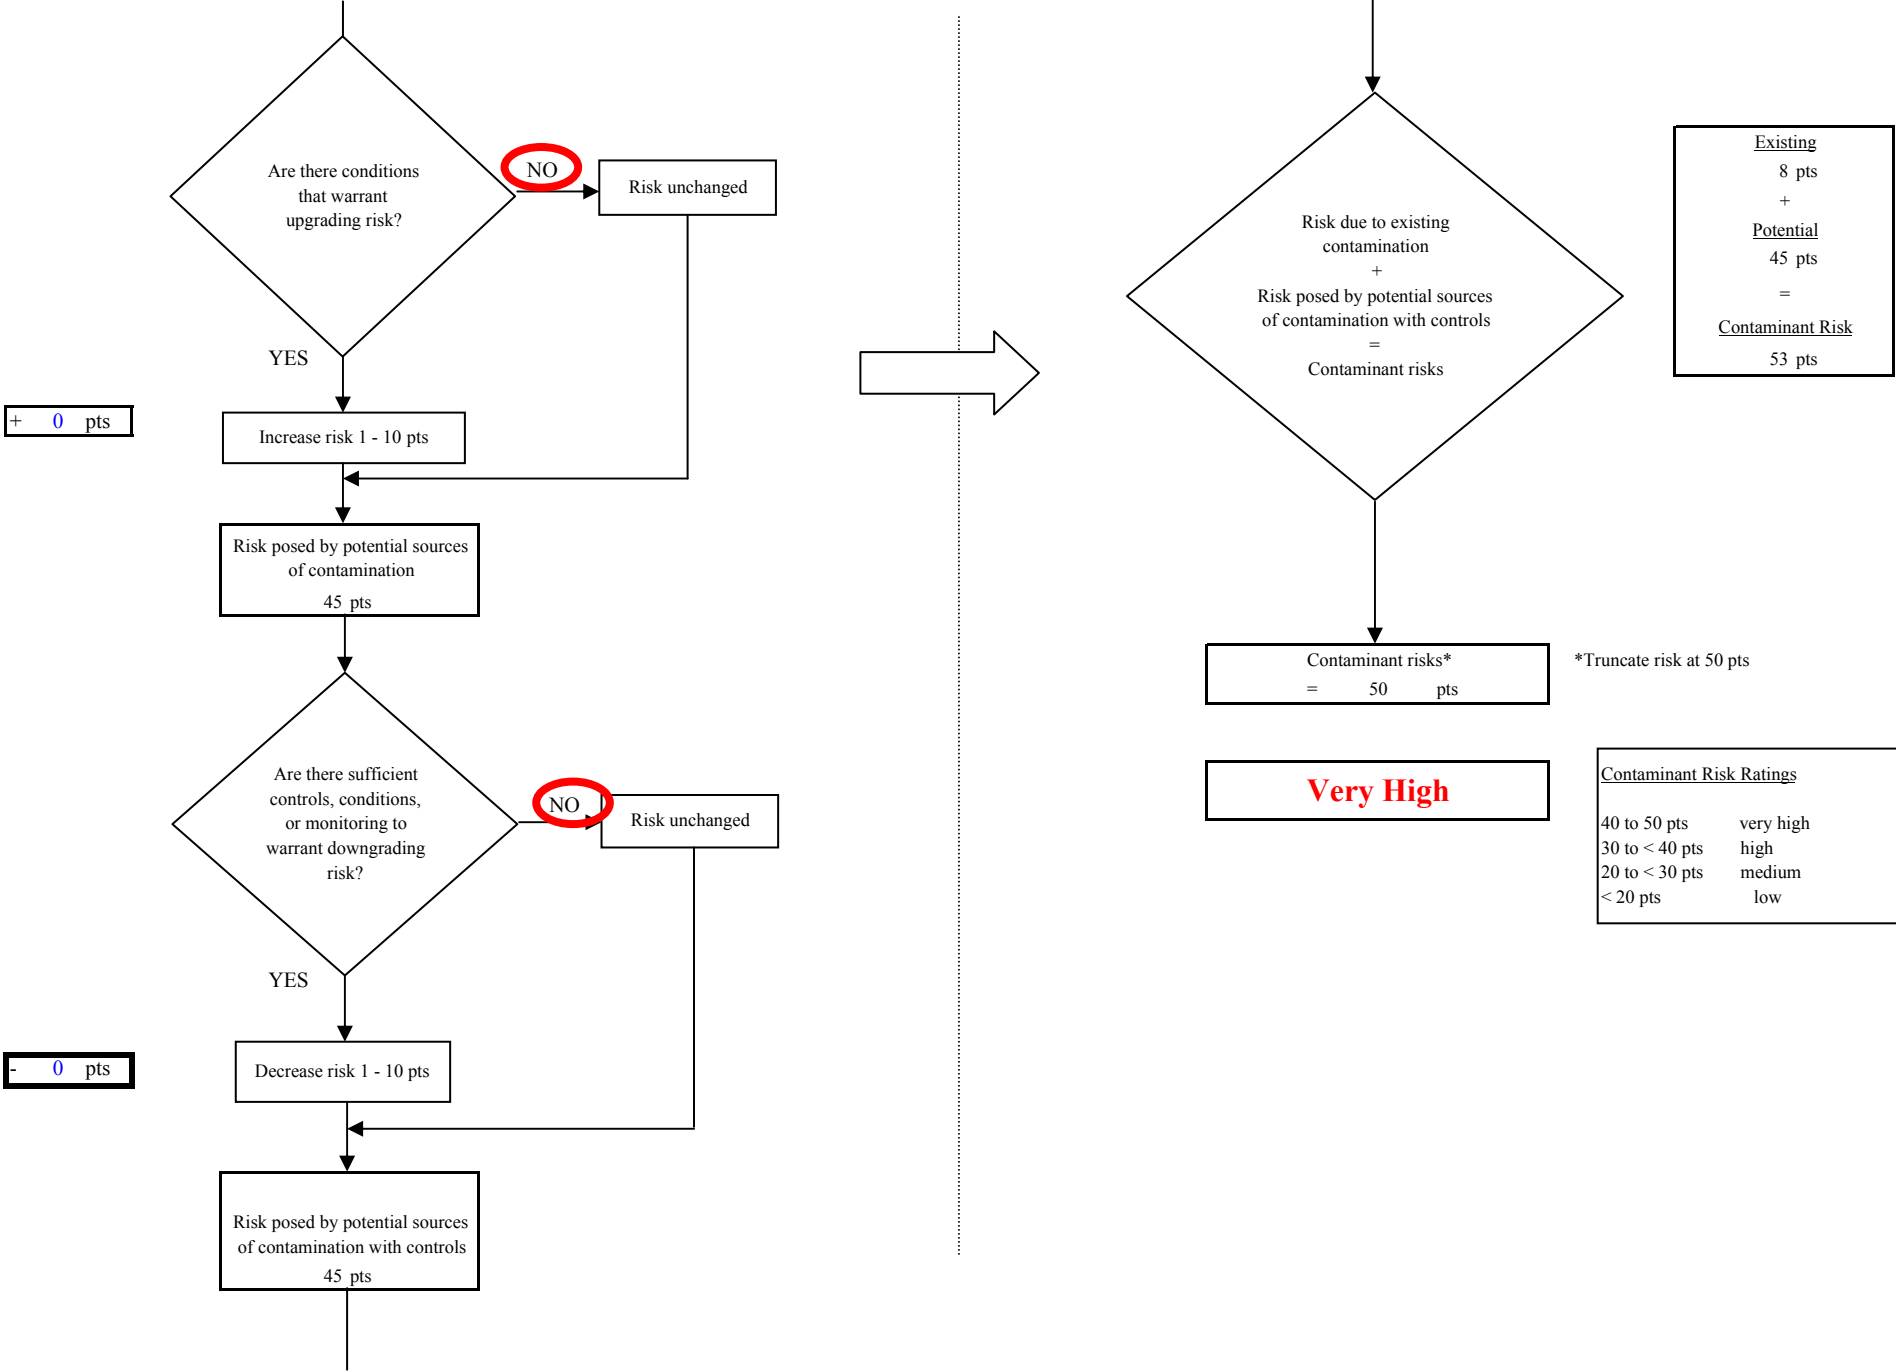 Are there conditions
that warrant
upgrading risk?
NO
Risk unchanged
YES
+ 0 pts
Increase risk 1 - 10 pts
Risk posed by potential sources
of contamination
45 pts
Are there sufficient
controls, conditions,
or monitoring to
warrant downgrading
risk?
NO
Risk unchanged
YES
- 0 pts
Decrease risk 1 - 10 pts
Risk posed by potential sources
of contamination with controls
45 pts
Risk due to existing
contamination
+
Risk posed by potential sources
of contamination with controls
=
Contaminant risks
Existing
8 pts
+
Potential
45 pts
=
Contaminant Risk
53 pts
Contaminant risks*
= 50 pts
*Truncate risk at 50 pts
Very High
Contaminant Risk Ratings
40 to 50 pts very high
30 to < 40 pts high
20 to < 30 pts medium
< 20 pts low